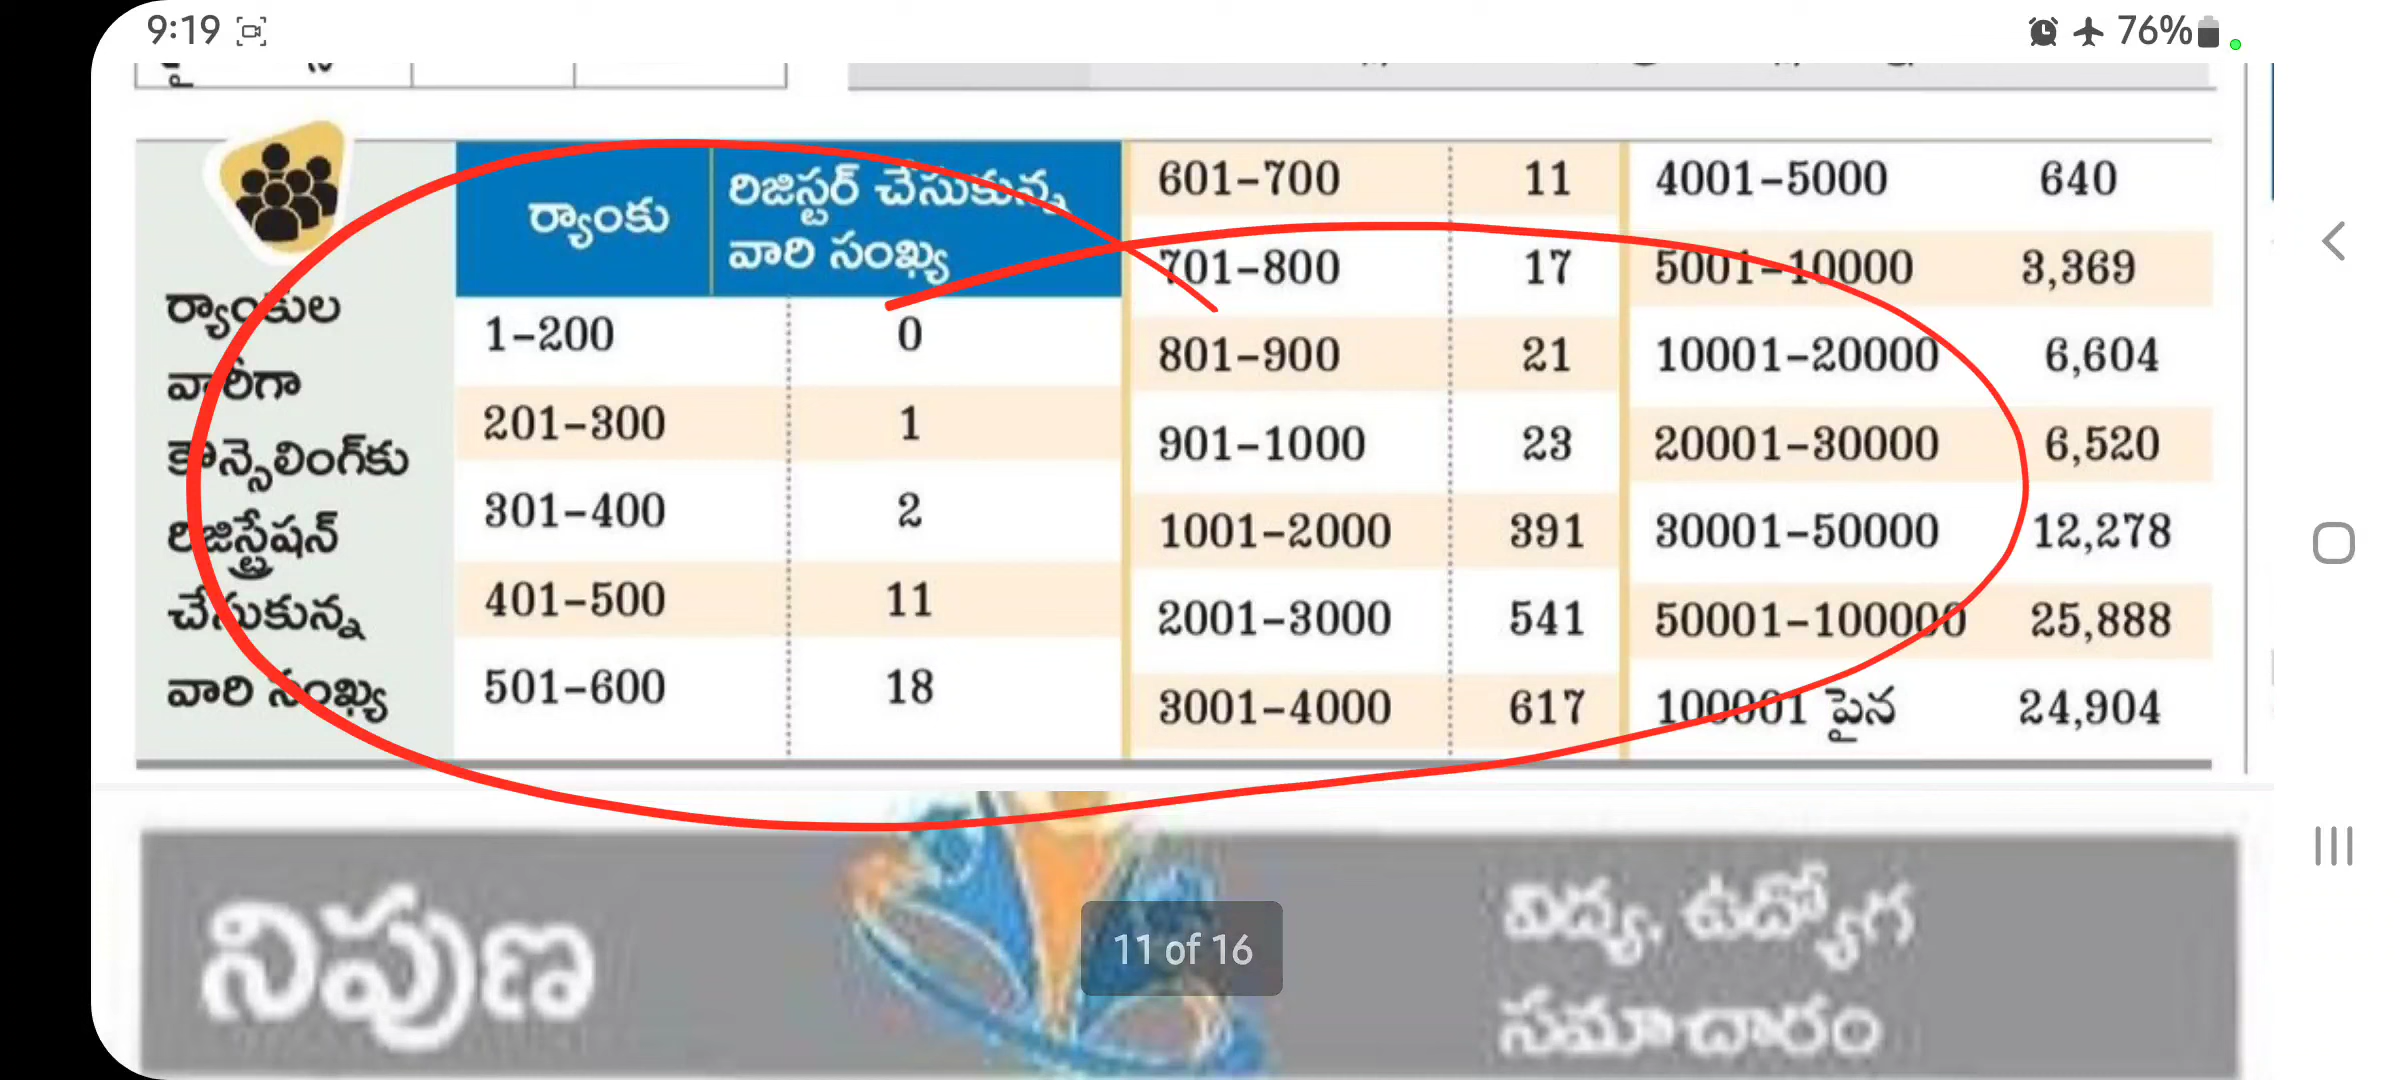 9:19
76%
ర్యాంకుల
వారీగా
కౌన్సెలింగ్‌కు
రిజిస్ట్రేషన్
చేసుకున్న
వారి సంఖ్య
ర్యాంకు
రిజిస్టర్ చేసుకున్న
వారి సంఖ్య
1-200 0
201-300 1
301-400 2
401-500 11
501-600 18
601-700 11
701-800 17
801-900 21
901-1000 23
1001-2000 391
2001-3000 541
3001-4000 617
4001-5000 640
5001-10000 3,369
10001-20000 6,604
20001-30000 6,520
30001-50000 12,278
50001-100000 25,888
100001 పైన 24,904
నిపుణ
11 of 16
విద్య, ఉద్యోగ
సమాచారం